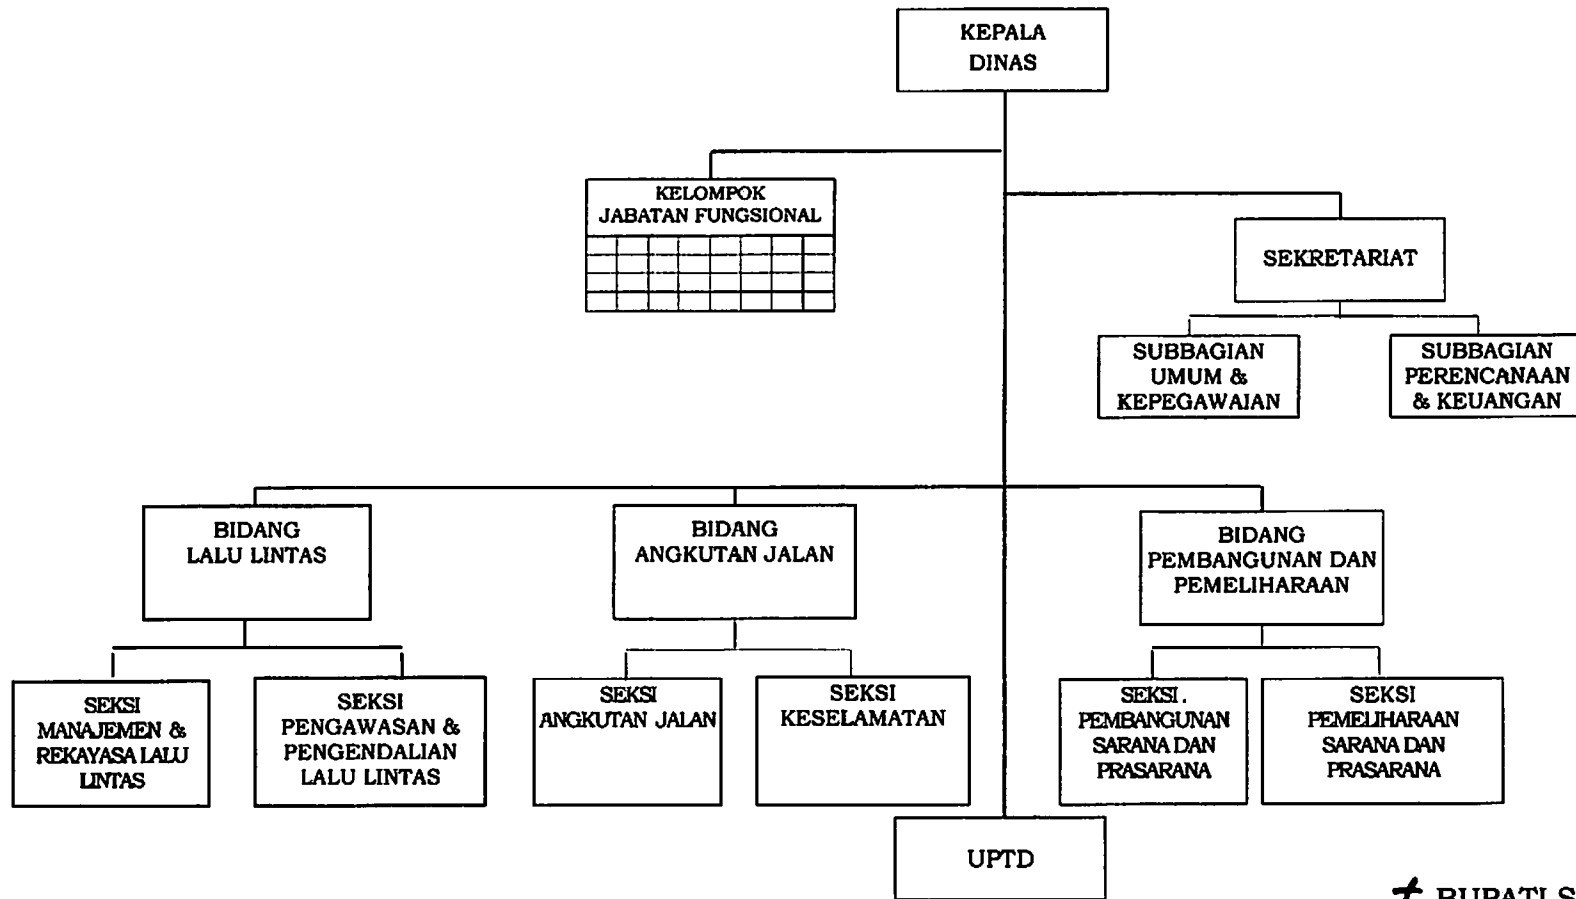 KEPALA
DINAS
KELOMPOK
JABATAN FUNGSIONAL
SEKRETARIAT
SUBBAGIAN
UMUM &
KEPEGAWAIAN
SUBBAGIAN
PERENCANAAN
& KEUANGAN
BIDANG
LALU LINTAS
BIDANG
ANGKUTAN JALAN
BIDANG
PEMBANGUNAN DAN
PEMELIHARAAN
SEKSI
MANAJEMEN &
REKAYASA LALU
LINTAS
SEKSI
PENGAWASAN &
PENGENDALIAN
LALU LINTAS
SEKSI
ANGKUTAN JALAN
SEKSI
KESELAMATAN
SEKSI.
PEMBANGUNAN
SARANA DAN
PRASARANA
SEKSI
PEMELIHARAAN
SARANA DAN
PRASARANA
UPTD
BUPATI S